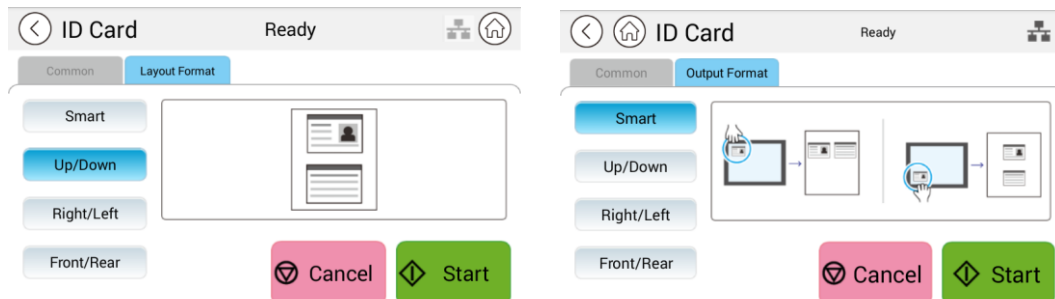 ID Card Ready
Common Layout Format
Smart
Up/Down
Right/Left
Front/Rear
Cancel Start
ID Card Ready
Common Output Format
Smart
Up/Down
Right/Left
Front/Rear
Cancel Start